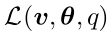 ℒ(𝒗, 𝜽, q)